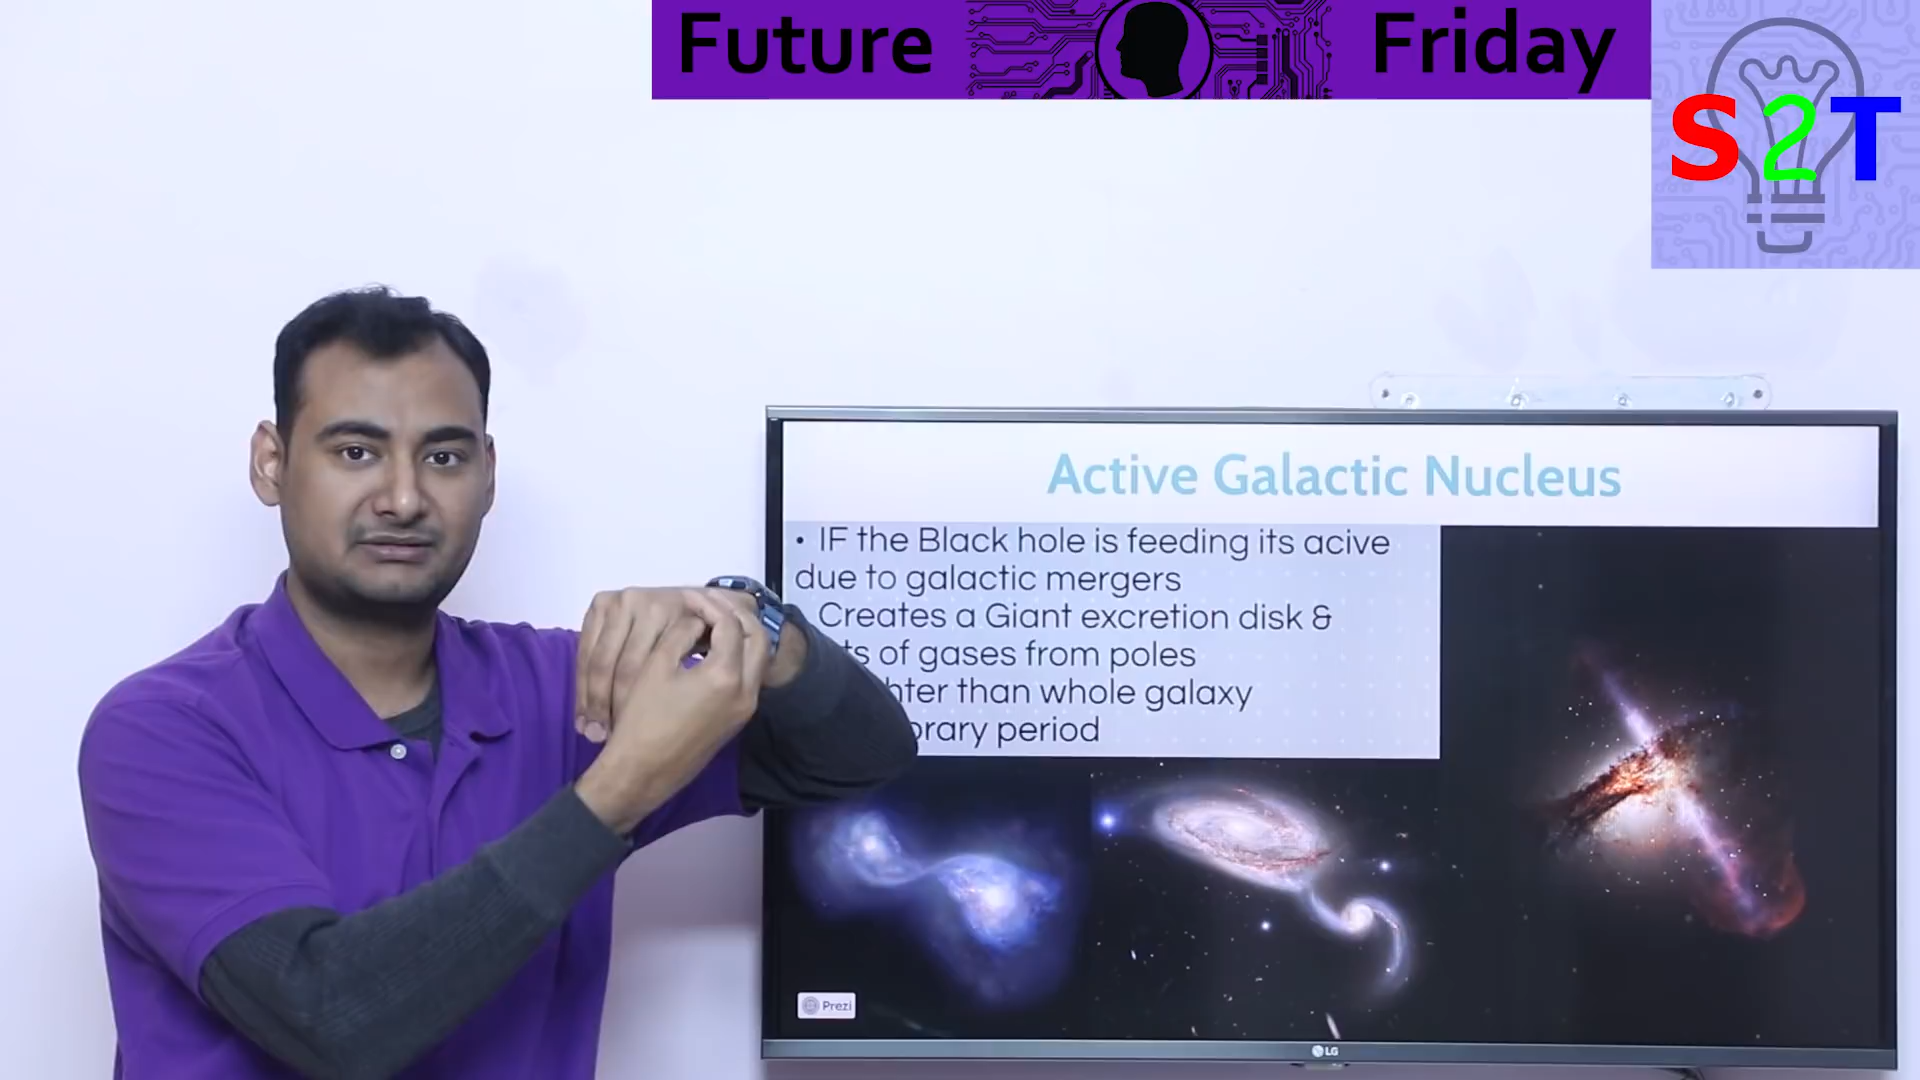 Future Friday
S2T
Active Galactic Nucleus
• IF the Black hole is feeding its acive
due to galactic mergers
Creates a Giant excretion disk &
of gases from poles
than whole galaxy
period
Prezi
LG